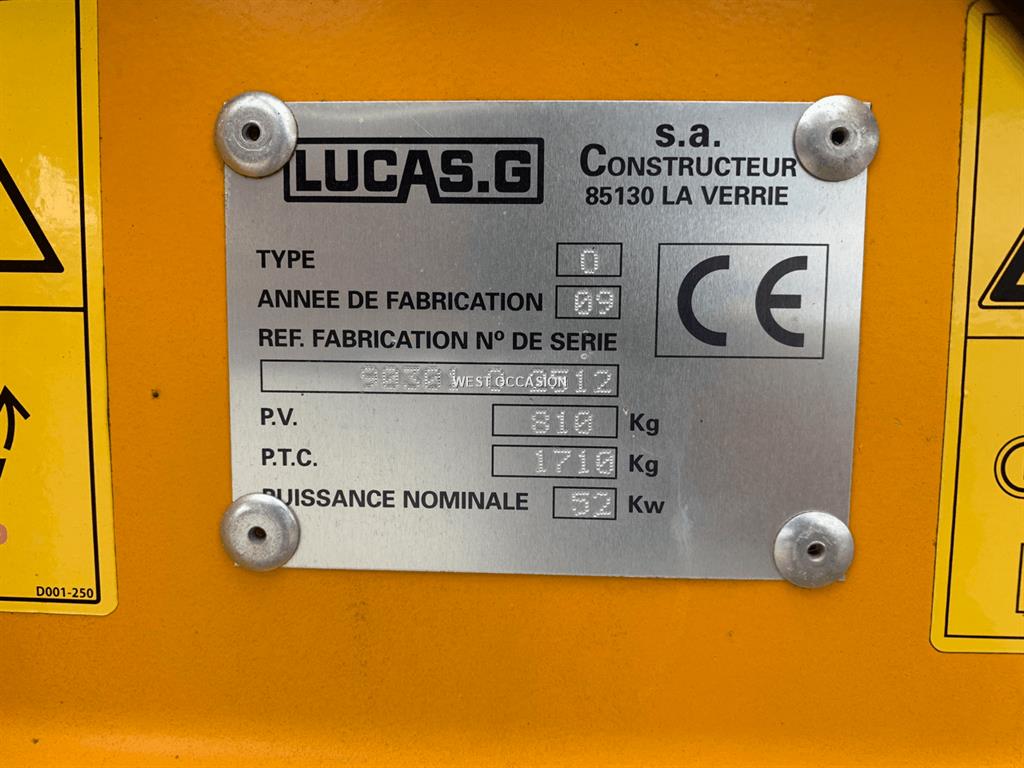 LUCAS.G
s.a.
CONSTRUCTEUR
85130 LA VERRIE
TYPE 0
ANNEE DE FABRICATION 09
REF. FABRICATION Nº DE SERIE
WEST OCCASION
P.V. 810 Kg
P.T.C. 1710 Kg
PUISSANCE NOMINALE 52 Kw
CE
D001-250